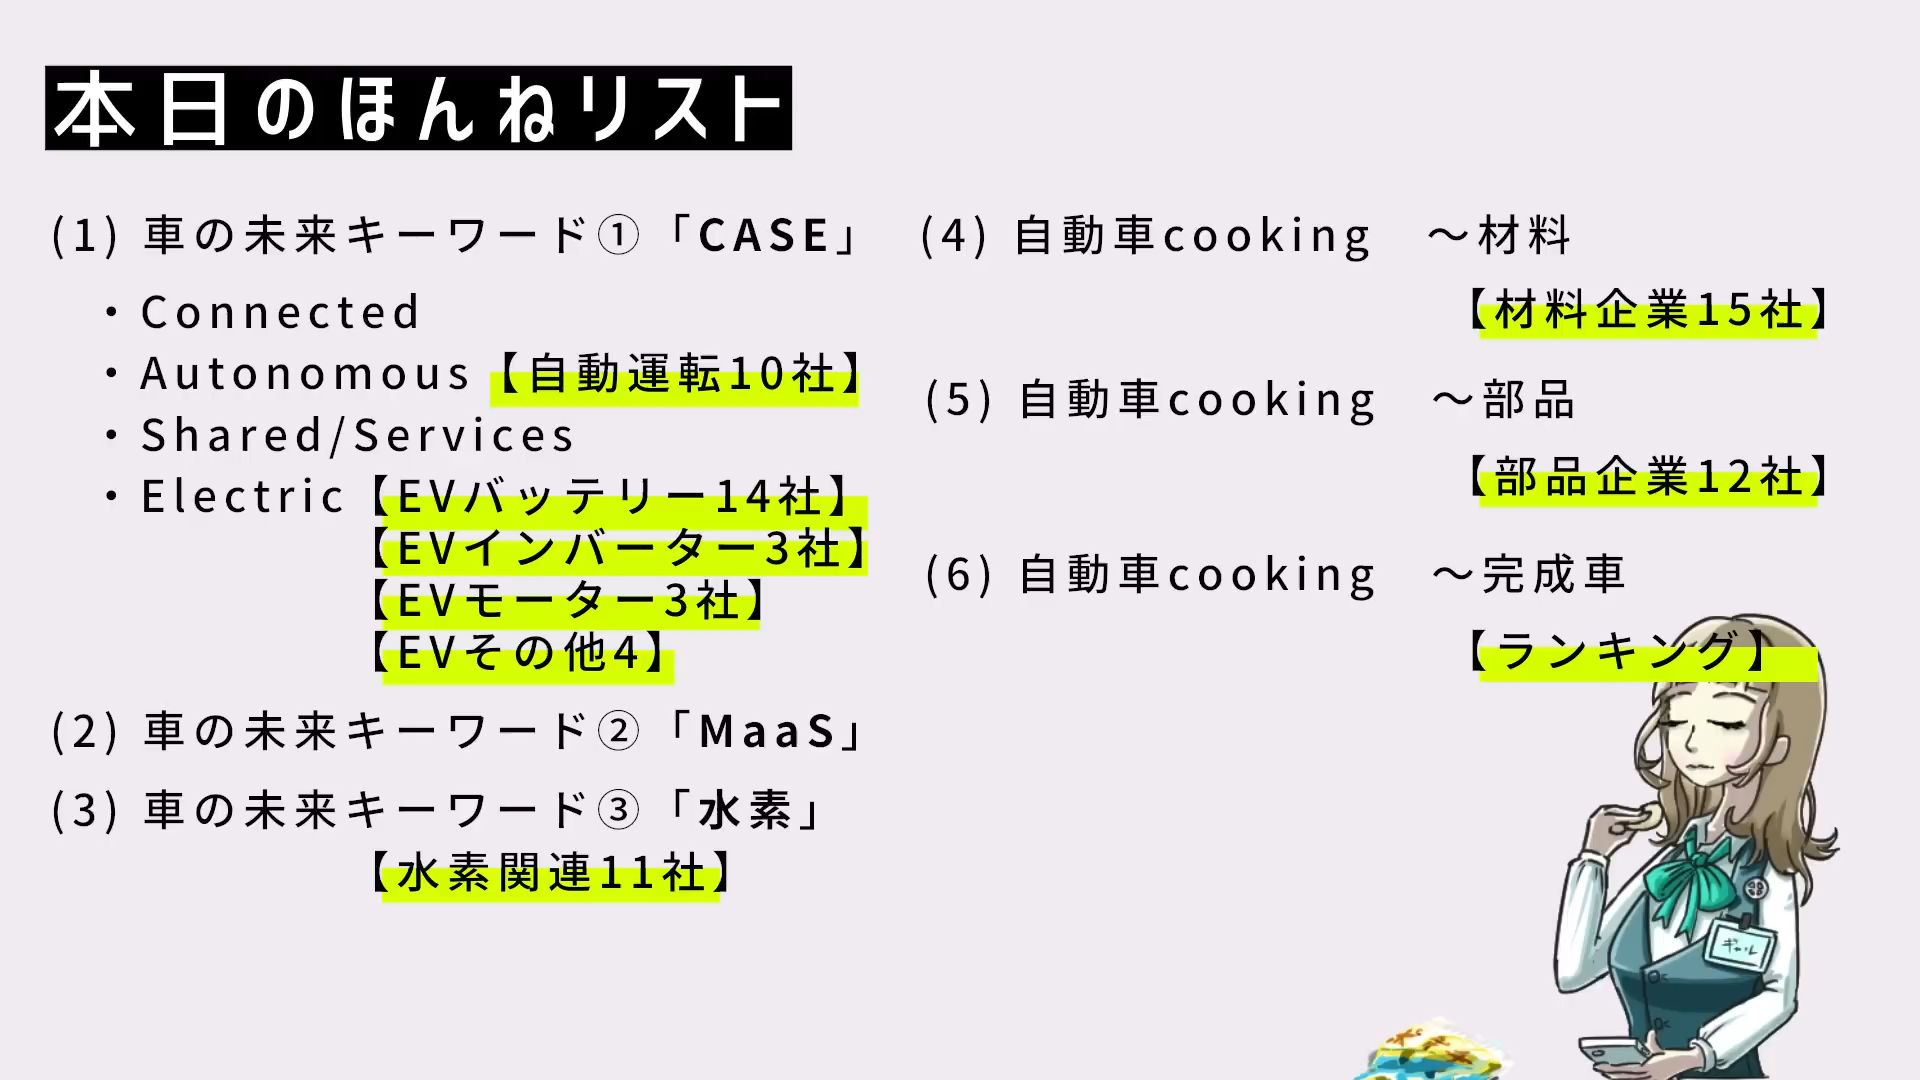 本日のほんねリスト
(1) 車の未来キーワード①「CASE」
・Connected
・Autonomous【自動運転10社】
・Shared/Services
・Electric【EVバッテリー14社】
【EVインバーター3社】
【EVモーター3社】
【EVその他4】
(2) 車の未来キーワード②「MaaS」
(3) 車の未来キーワード③「水素」
【水素関連11社】
(4) 自動車cooking ～材料
【材料企業15社】
(5) 自動車cooking ～部品
【部品企業12社】
(6) 自動車cooking ～完成車
【ランキング】
ギャル